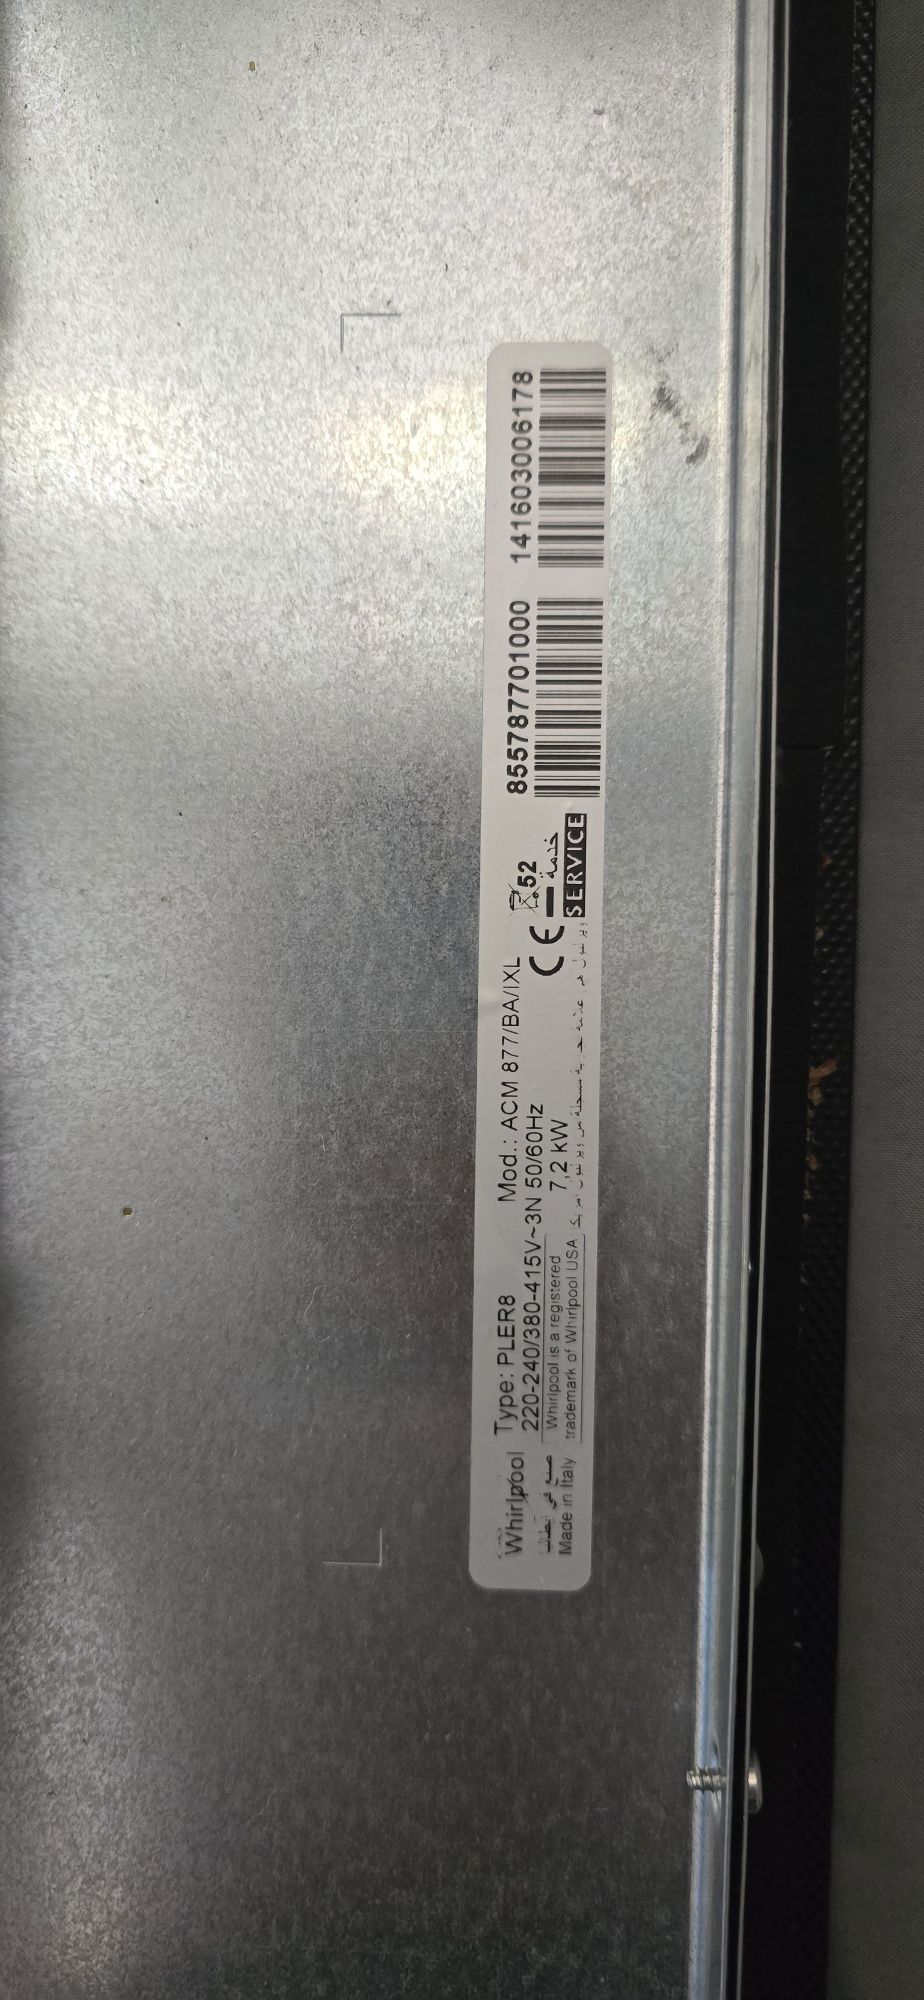 Whirlpool
صنع في إيطاليا
Made in Italy
Type: PLER8 Mod.: ACM 877/BA/IXL
220-240/380-415V~3N 50/60Hz
7,2 kW
Whirlpool is a registered
trademark of Whirlpool USA
CE
52
خدمة
SERVICE
855787701000
141603006178